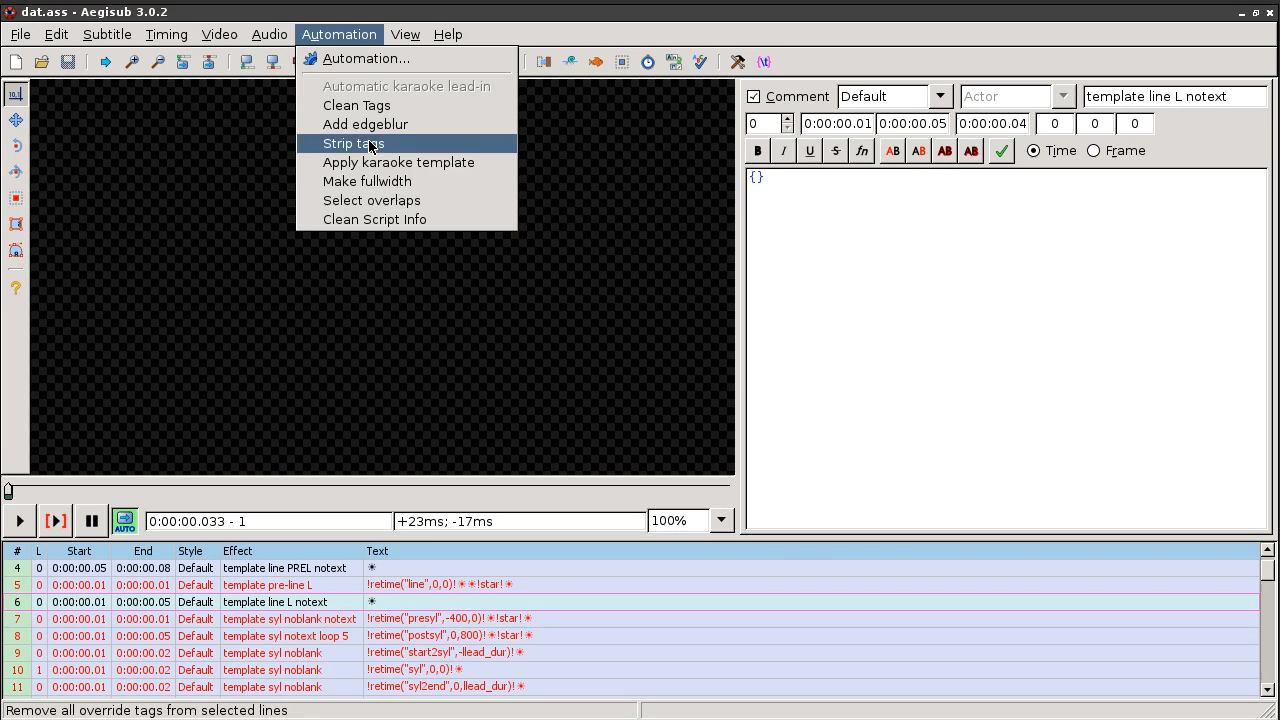 dat.ass - Aegisub 3.0.2
File Edit Subtitle Timing Video Audio Automation View Help
Automation...
Automatic karaoke lead-in
Clean Tags
Add edgeblur
Strip tags
Apply karaoke template
Make fullwidth
Select overlaps
Clean Script Info
Comment Default Actor template line L notext
0 0:00:00.01 0:00:00.05 0:00:00.04 0 0 0
B I U S fn AB AB AB AB Time Frame
{}
AUTO 0:00:00.033 - 1 +23ms; -17ms 100%
# L Start End Style Effect Text
4 0 0:00:00.05 0:00:00.08 Default template line PREL notext ☀
5 0 0:00:00.01 0:00:00.01 Default template pre-line L !retime("line",0,0)!☀☀!star!☀
6 0 0:00:00.01 0:00:00.05 Default template line L notext ☀
7 0 0:00:00.01 0:00:00.01 Default template syl noblank notext !retime("presyl",-400,0)!☀!star!☀
8 0 0:00:00.01 0:00:00.05 Default template syl notext loop 5 !retime("postsyl",0,800)!☀!star!☀
9 0 0:00:00.01 0:00:00.02 Default template syl noblank !retime("start2syl",-llead_dur)!☀
10 1 0:00:00.01 0:00:00.02 Default template syl noblank !retime("syl",0,0)!☀
11 0 0:00:00.01 0:00:00.02 Default template syl noblank !retime("syl2end",0,llead_dur)!☀
Remove all override tags from selected lines